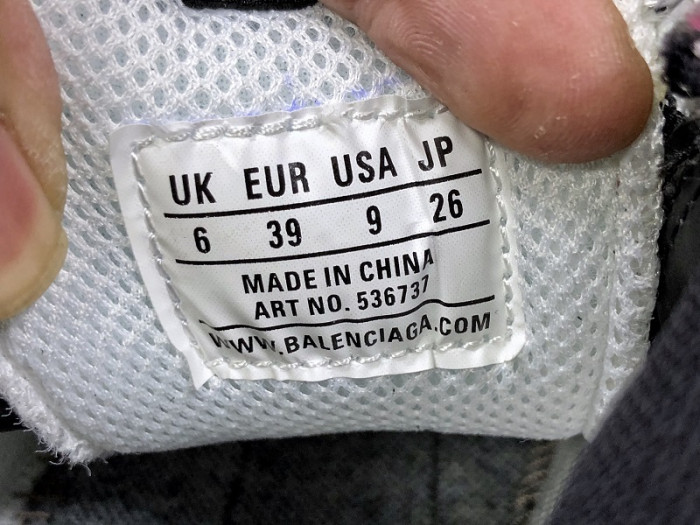 UK EUR USA JP
6 39 9 26
MADE IN CHINA
ART NO. 536737
WWW.BALENCIAGA.COM